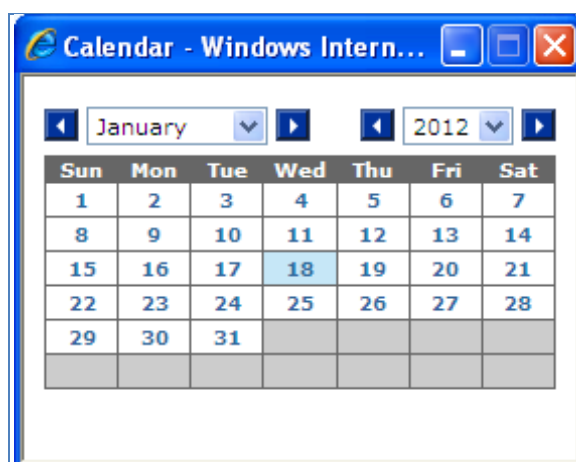 Calendar - Windows Intern...
January 2012
Sun Mon Tue Wed Thu Fri Sat
1 2 3 4 5 6 7
8 9 10 11 12 13 14
15 16 17 18 19 20 21
22 23 24 25 26 27 28
29 30 31